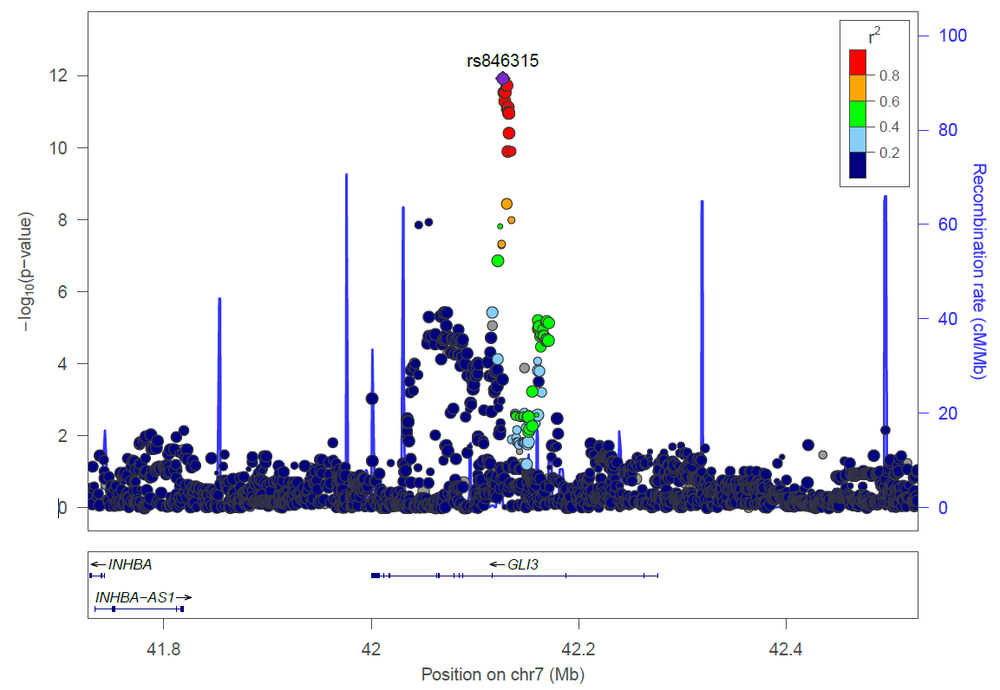 rs846315
r2
0.8
0.6
0.4
0.2
12
10
8
6
4
2
0
−log10(p−value)
100
80
60
40
20
0
Recombination rate (cM/Mb)
INHBA
GLI3
INHBA−AS1
41.8
42
42.2
42.4
Position on chr7 (Mb)